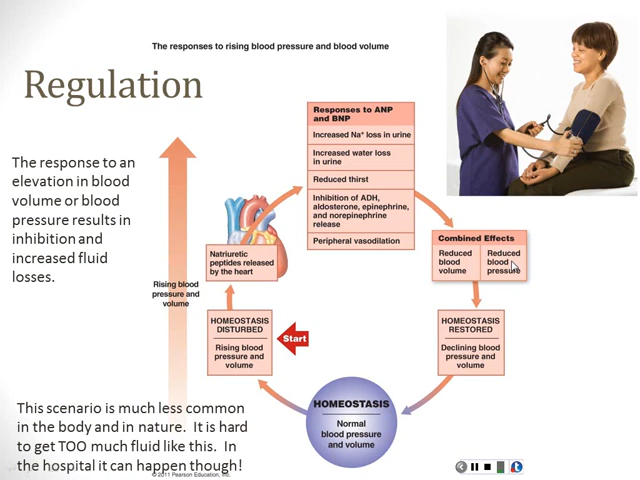 The responses to rising blood pressure and blood volume
Regulation
The response to an
elevation in blood
volume or blood
pressure results in
inhibition and
increased fluid
losses.
Rising blood
pressure and
volume
Responses to ANP
and BNP
Increased Na⁺ loss in urine
Increased water loss
in urine
Reduced thirst
Inhibition of ADH,
aldosterone, epinephrine,
and norepinephrine
release
Peripheral vasodilation
Natriuretic
peptides released
by the heart
Combined Effects
Reduced
blood
volume
Reduced
blood
pressure
HOMEOSTASIS
DISTURBED
Rising blood
pressure and
volume
Start
HOMEOSTASIS
RESTORED
Declining blood
pressure and
volume
HOMEOSTASIS
Normal
blood pressure
and volume
This scenario is much less common
in the body and in nature.  It is hard
to get TOO much fluid like this.  In
the hospital it can happen though!
© 2011 Pearson Education, Inc.